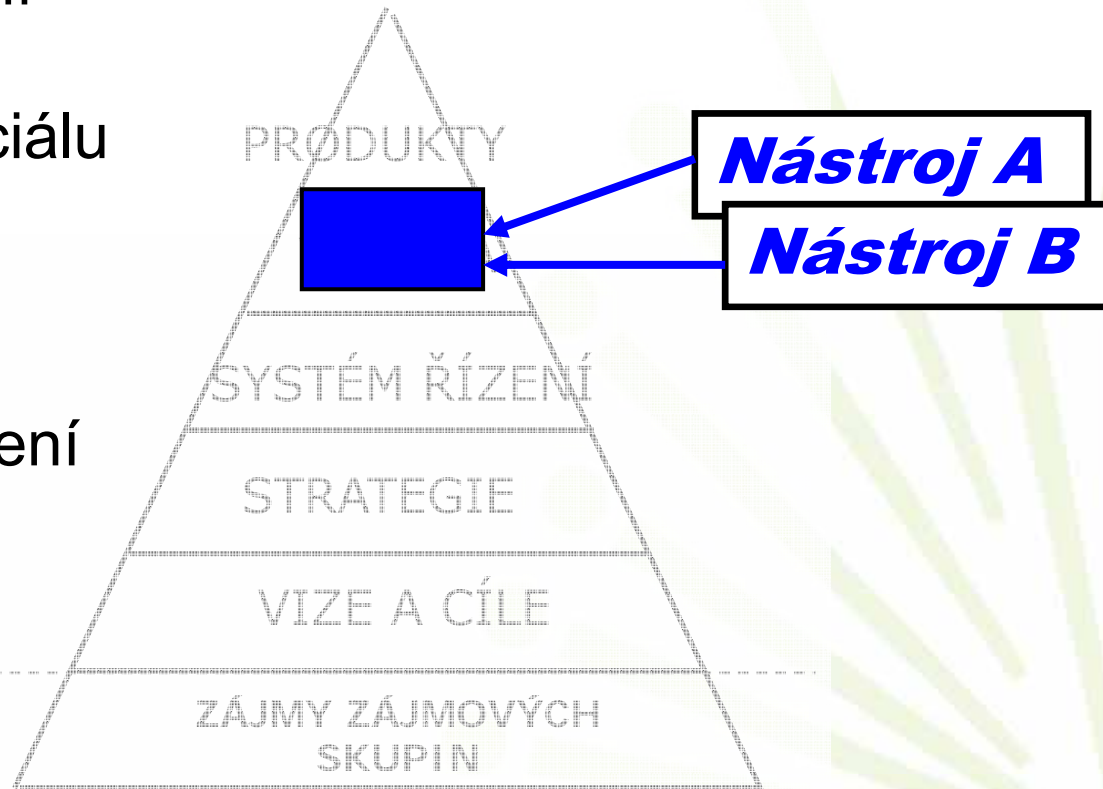 ciálu
PRODUKTY
Nástroj A
Nástroj B
SYSTÉM ŘÍZENÍ
ení
STRATEGIE
VIZE A CÍLE
ZÁJMY ZÁJMOVÝCH
SKUPIN